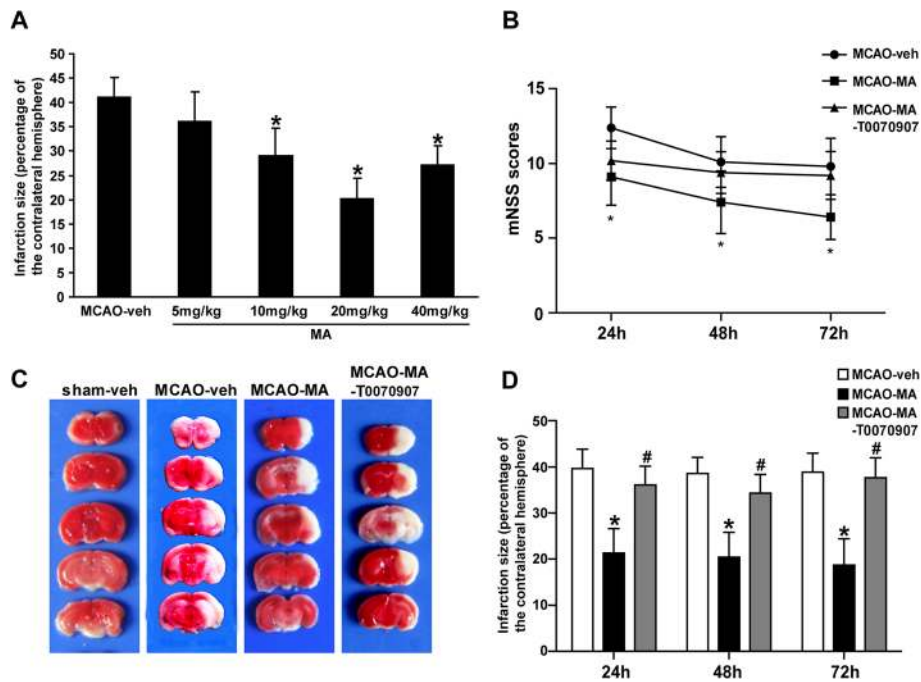 A
Infarction size (percentage of
the contralateral hemisphere)
50
45
40
35
30
25
20
15
10
5
0
*
*
*
MCAO-veh
5mg/kg
10mg/kg
20mg/kg
40mg/kg
MA
B
MCAO-veh
MCAO-MA
MCAO-MA
-T0070907
mNSS scores
15
10
5
0
*
*
*
24h
48h
72h
C
sham-veh
MCAO-veh
MCAO-MA
MCAO-MA
-T0070907
D
MCAO-veh
MCAO-MA
MCAO-MA
-T0070907
Infarction size (percentage of
the contralateral hemisphere)
50
40
30
20
10
0
#
#
#
*
*
*
24h
48h
72h